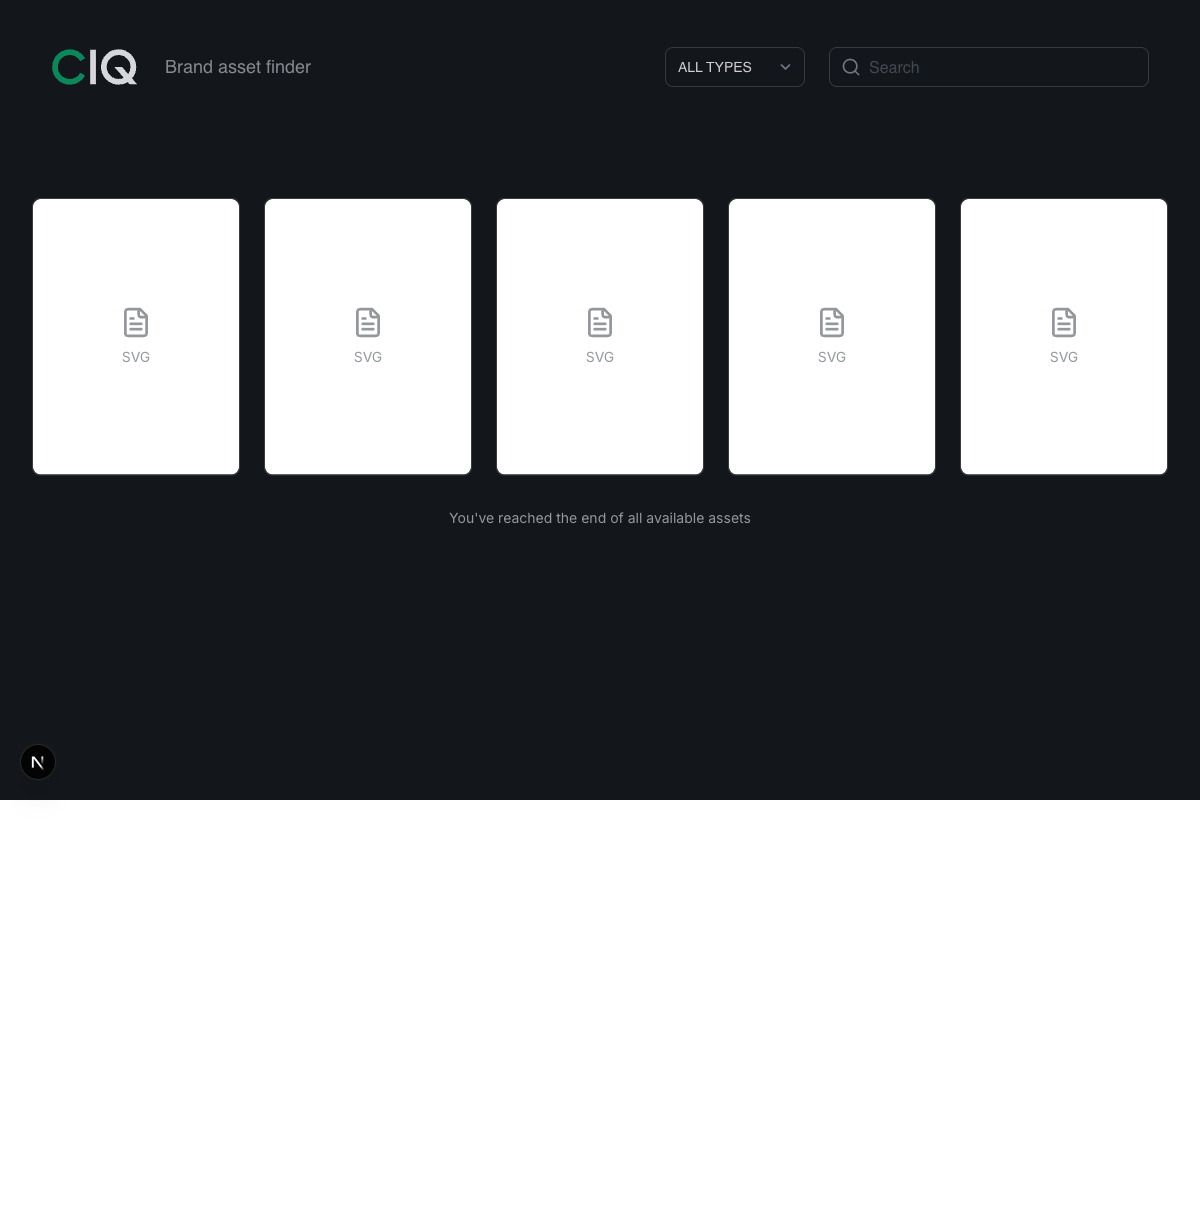 CIQ
Brand asset finder
ALL TYPES
Search
SVG
SVG
SVG
SVG
SVG
You've reached the end of all available assets
N